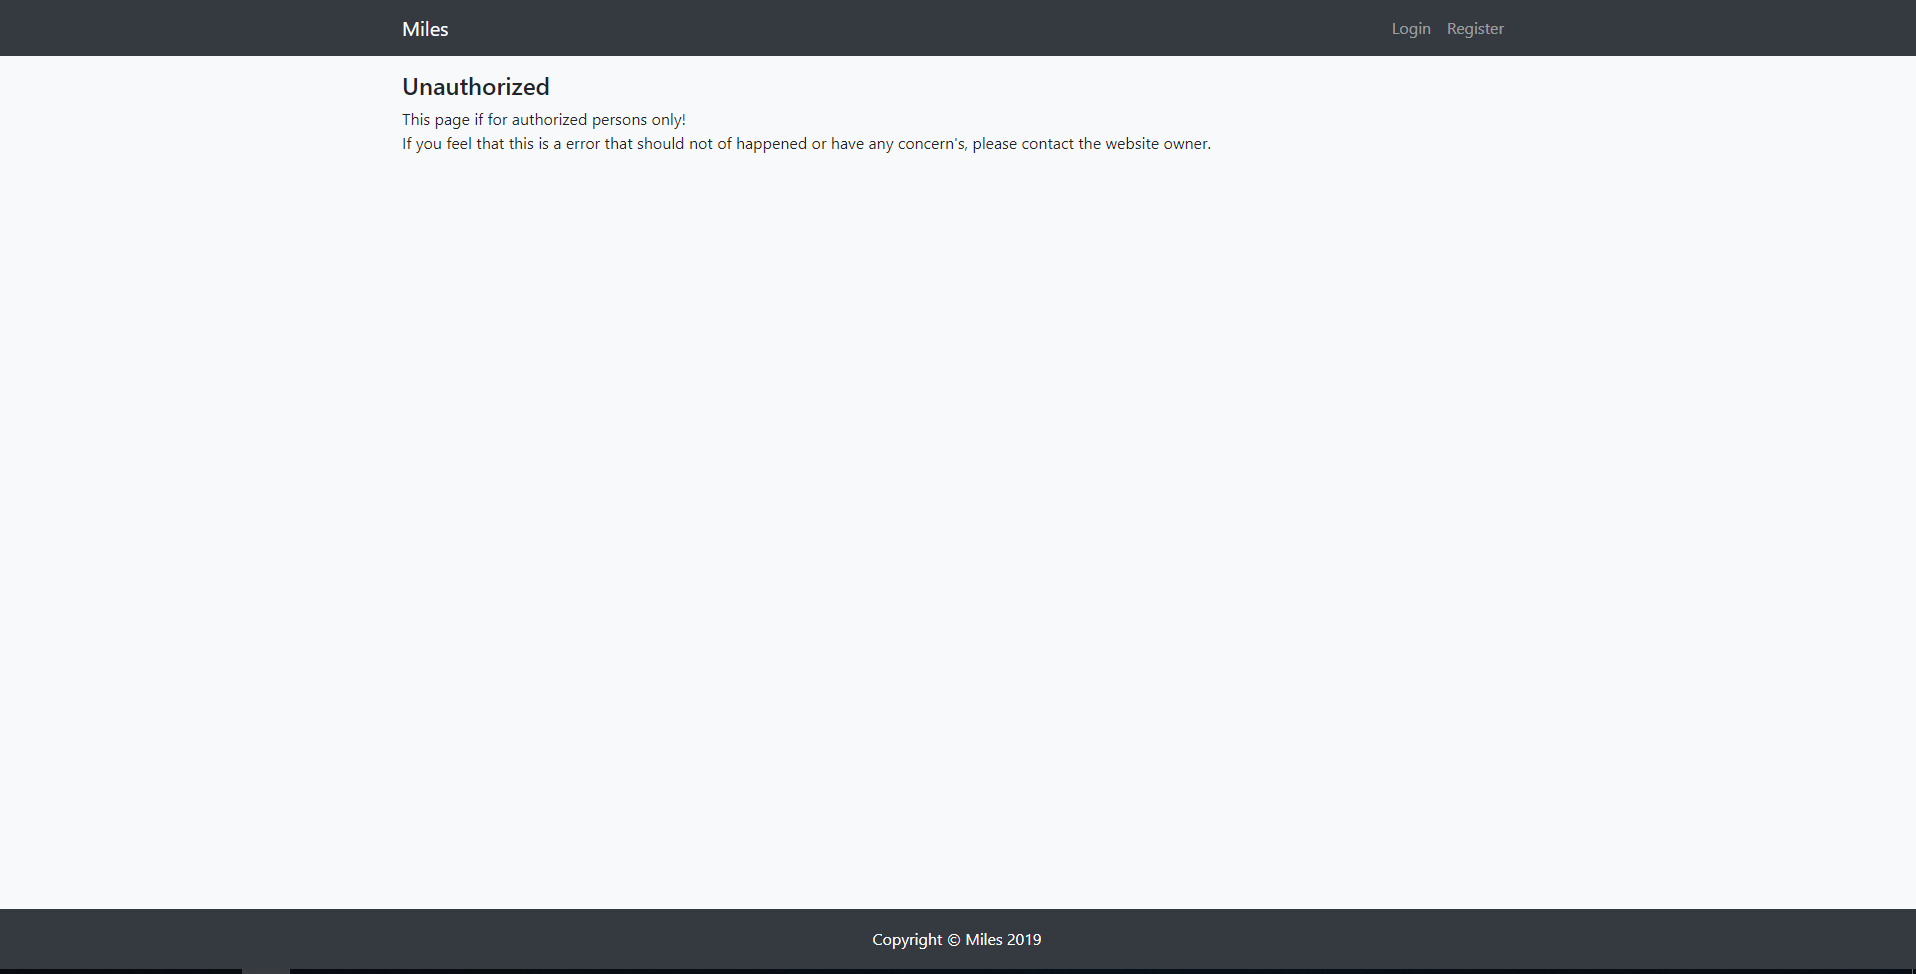 Miles
Login Register
Unauthorized
This page if for authorized persons only!
If you feel that this is a error that should not of happened or have any concern's, please contact the website owner.
Copyright © Miles 2019